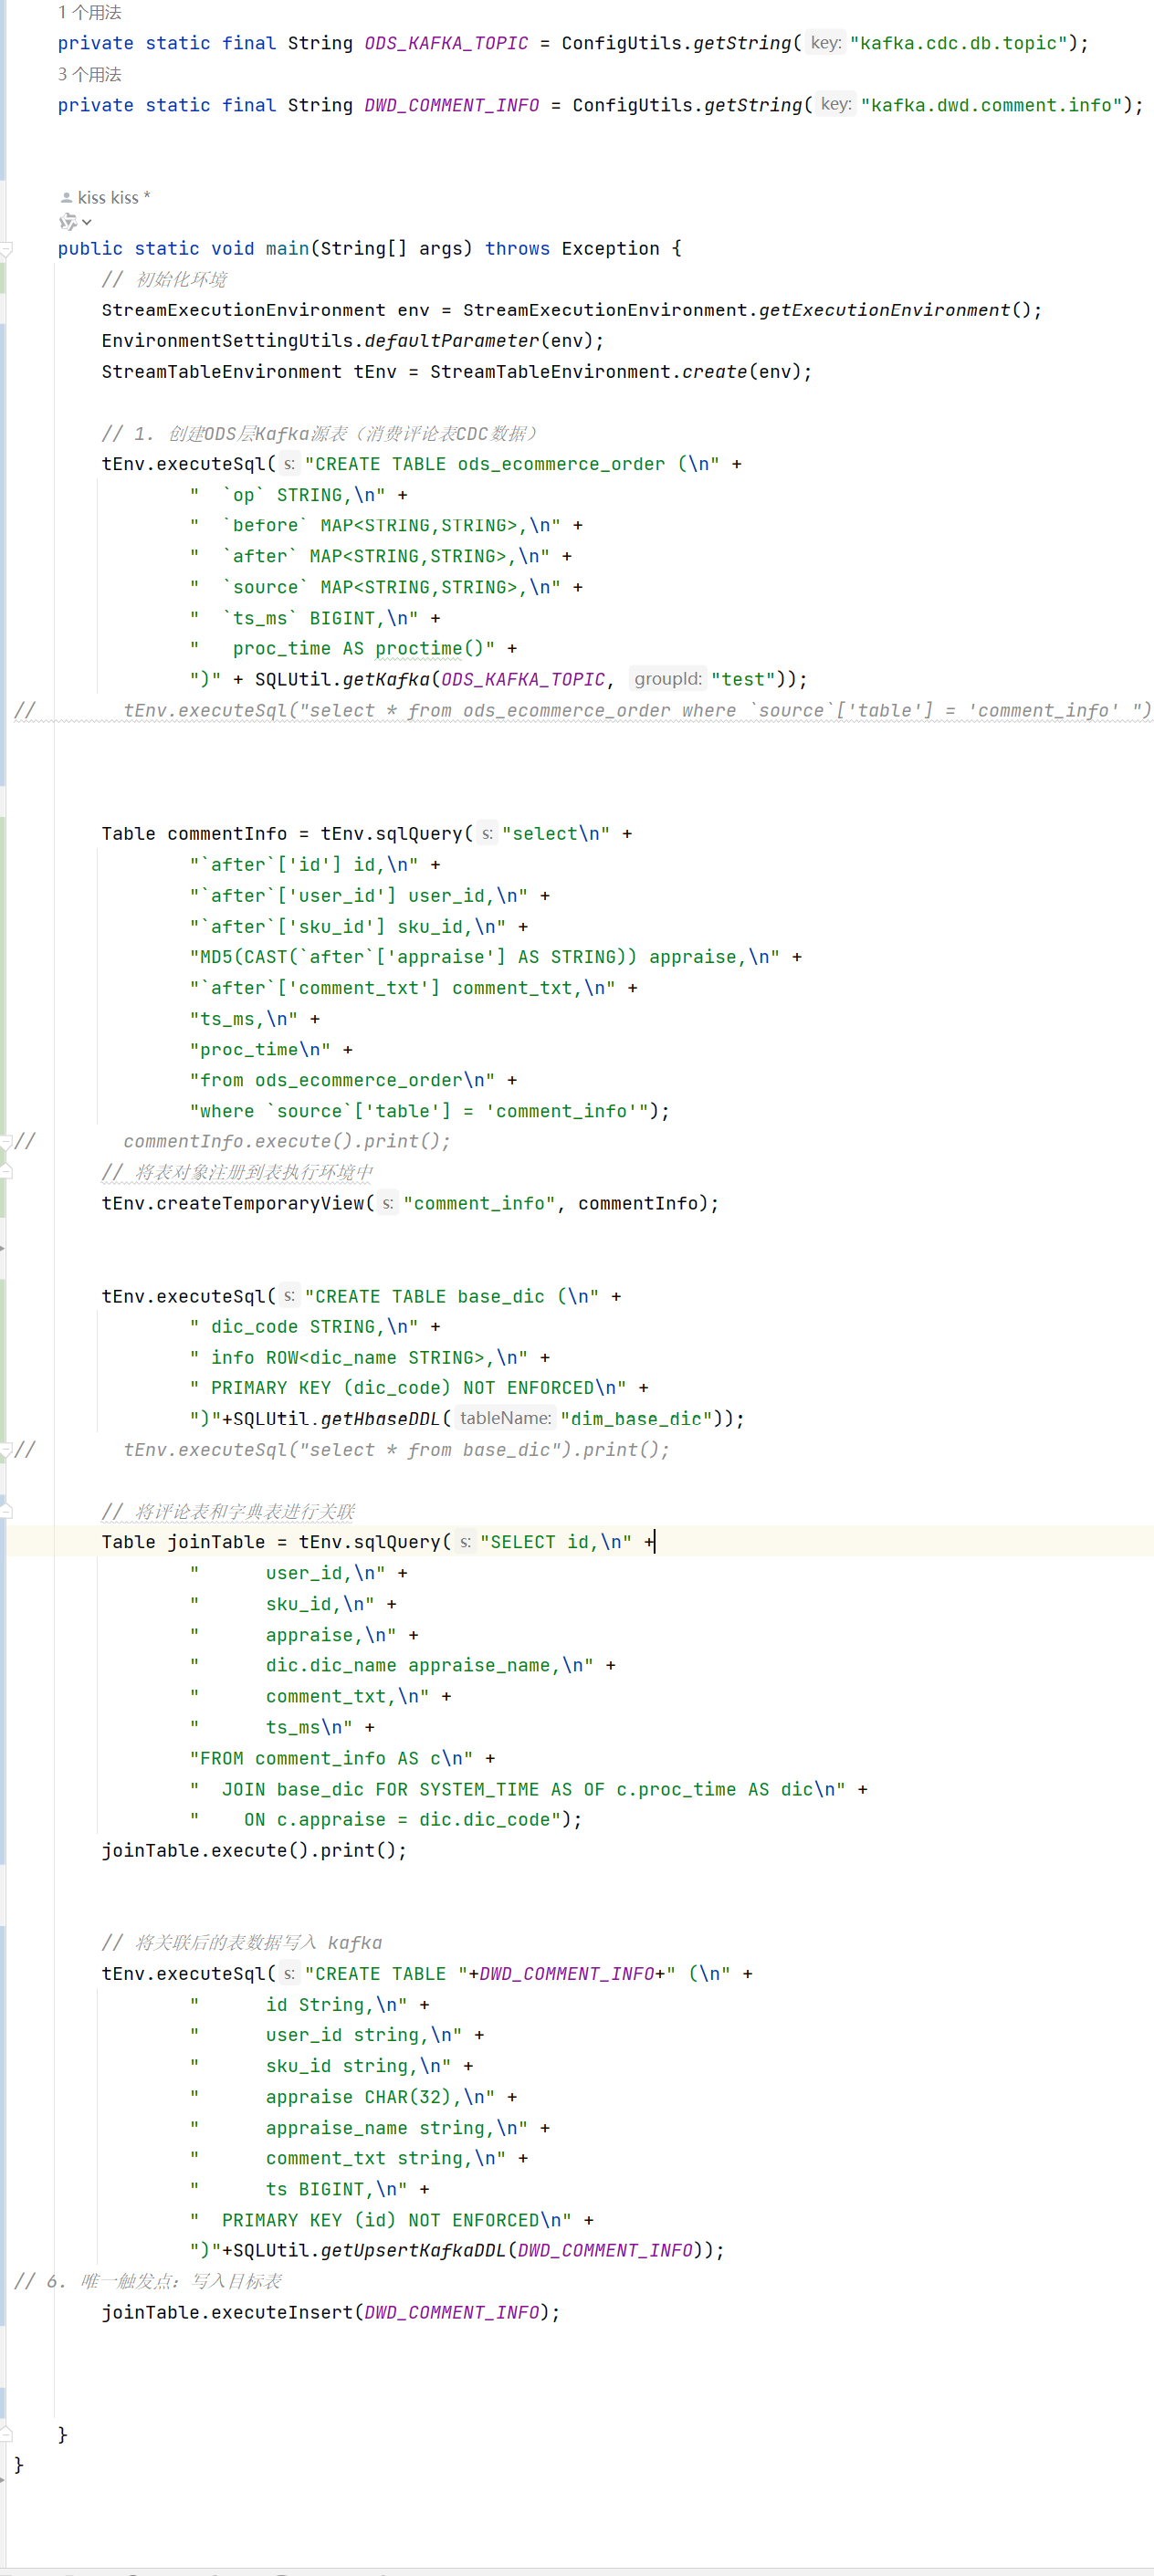 1 个用法
private static final String ODS_KAFKA_TOPIC = ConfigUtils.getString( key: "kafka.cdc.db.topic");
3 个用法
private static final String DWD_COMMENT_INFO = ConfigUtils.getString( key: "kafka.dwd.comment.info");
kiss kiss *
public static void main(String[] args) throws Exception {
// 初始化环境
StreamExecutionEnvironment env = StreamExecutionEnvironment.getExecutionEnvironment();
EnvironmentSettingUtils.defaultParameter(env);
StreamTableEnvironment tEnv = StreamTableEnvironment.create(env);
// 1. 创建ODS层Kafka源表（消费评论表CDC数据）
tEnv.executeSql( s: "CREATE TABLE ods_ecommerce_order (\n" +
"  `op` STRING,\n" +
"  `before` MAP<STRING,STRING>,\n" +
"  `after` MAP<STRING,STRING>,\n" +
"  `source` MAP<STRING,STRING>,\n" +
"  `ts_ms` BIGINT,\n" +
"   proc_time AS proctime()" +
")" + SQLUtil.getKafka(ODS_KAFKA_TOPIC, groupId: "test"));
//        tEnv.executeSql("select * from ods_ecommerce_order where `source`['table'] = 'comment_info' ")
Table commentInfo = tEnv.sqlQuery( s: "select\n" +
"`after`['id'] id,\n" +
"`after`['user_id'] user_id,\n" +
"`after`['sku_id'] sku_id,\n" +
"MD5(CAST(`after`['appraise'] AS STRING)) appraise,\n" +
"`after`['comment_txt'] comment_txt,\n" +
"ts_ms,\n" +
"proc_time\n" +
"from ods_ecommerce_order\n" +
"where `source`['table'] = 'comment_info'");
//        commentInfo.execute().print();
// 将表对象注册到表执行环境中
tEnv.createTemporaryView( s: "comment_info", commentInfo);
tEnv.executeSql( s: "CREATE TABLE base_dic (\n" +
" dic_code STRING,\n" +
" info ROW<dic_name STRING>,\n" +
" PRIMARY KEY (dic_code) NOT ENFORCED\n" +
")"+SQLUtil.getHbaseDDL( tableName: "dim_base_dic"));
//        tEnv.executeSql("select * from base_dic").print();
// 将评论表和字典表进行关联
Table joinTable = tEnv.sqlQuery( s: "SELECT id,\n" +
"      user_id,\n" +
"      sku_id,\n" +
"      appraise,\n" +
"      dic.dic_name appraise_name,\n" +
"      comment_txt,\n" +
"      ts_ms\n" +
"FROM comment_info AS c\n" +
"  JOIN base_dic FOR SYSTEM_TIME AS OF c.proc_time AS dic\n" +
"    ON c.appraise = dic.dic_code");
joinTable.execute().print();
// 将关联后的表数据写入 kafka
tEnv.executeSql( s: "CREATE TABLE "+DWD_COMMENT_INFO+" (\n" +
"      id String,\n" +
"      user_id string,\n" +
"      sku_id string,\n" +
"      appraise CHAR(32),\n" +
"      appraise_name string,\n" +
"      comment_txt string,\n" +
"      ts BIGINT,\n" +
"  PRIMARY KEY (id) NOT ENFORCED\n" +
")"+SQLUtil.getUpsertKafkaDDL(DWD_COMMENT_INFO));
// 6. 唯一触发点：写入目标表
joinTable.executeInsert(DWD_COMMENT_INFO);
}
}